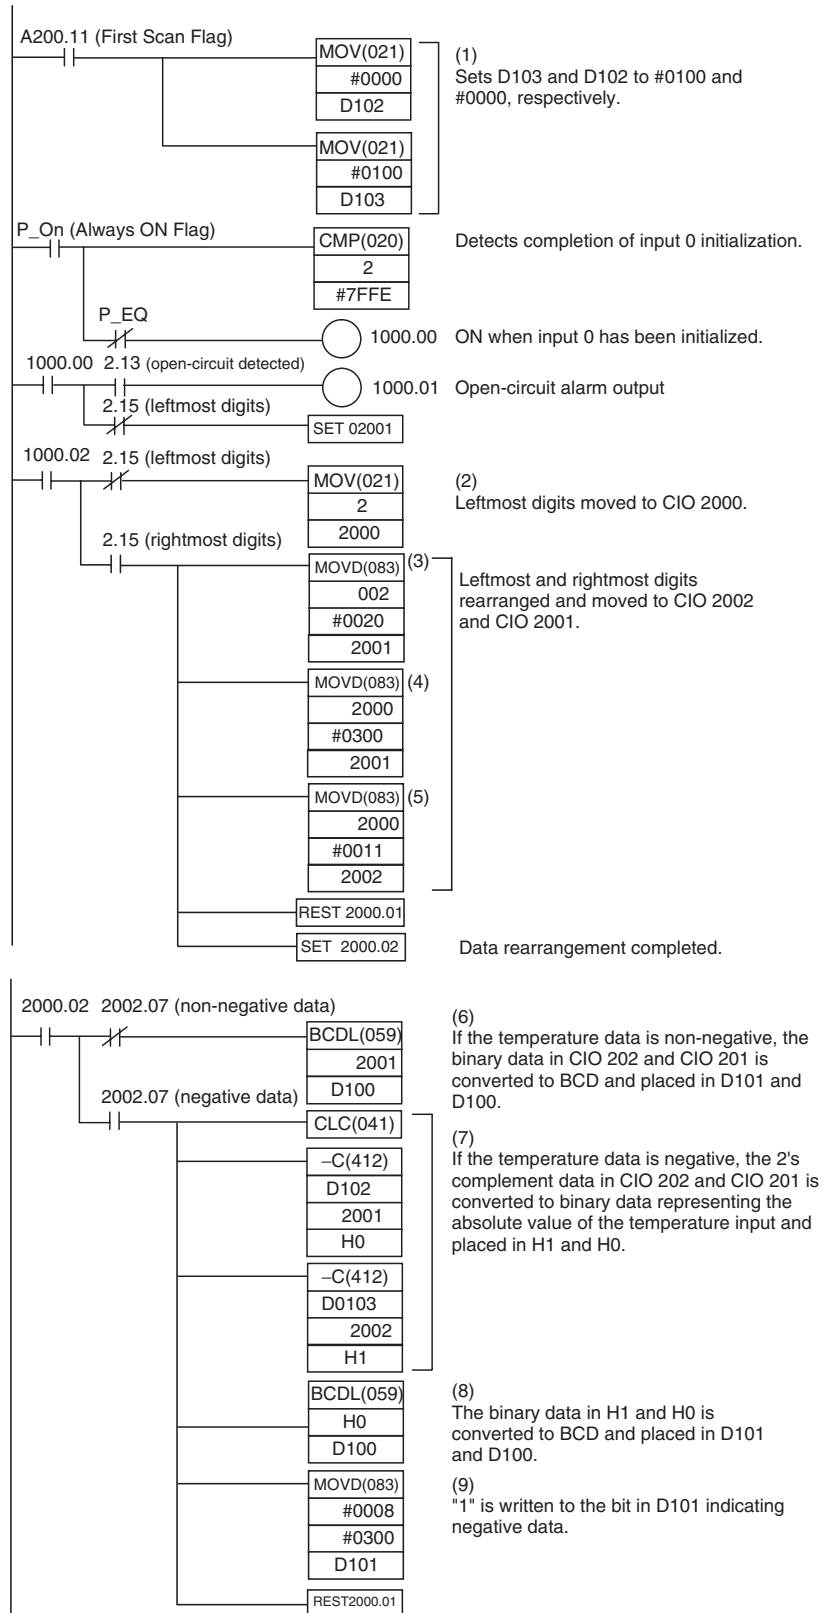 A200.11 (First Scan Flag)
MOV(021)
#0000
D102
(1)
Sets D103 and D102 to #0100 and
#0000, respectively.
MOV(021)
#0100
D103
P_On (Always ON Flag)
CMP(020)
2
#7FFE
Detects completion of input 0 initialization.
P_EQ
1000.00 ON when input 0 has been initialized.
1000.00 2.13 (open-circuit detected)
1000.01 Open-circuit alarm output
2.15 (leftmost digits)
SET 02001
1000.02 2.15 (leftmost digits)
MOV(021)
2
2000
(2)
Leftmost digits moved to CIO 2000.
2.15 (rightmost digits)
MOVD(083) (3)
002
#0020
2001
Leftmost and rightmost digits
rearranged and moved to CIO 2002
and CIO 2001.
MOVD(083) (4)
2000
#0300
2001
MOVD(083) (5)
2000
#0011
2002
REST 2000.01
SET 2000.02 Data rearrangement completed.
2000.02 2002.07 (non-negative data)
BCDL(059)
2001
D100
(6)
If the temperature data is non-negative, the
binary data in CIO 202 and CIO 201 is
converted to BCD and placed in D101 and
D100.
2002.07 (negative data)
CLC(041)
–C(412)
D102
2001
H0
(7)
If the temperature data is negative, the 2's
complement data in CIO 202 and CIO 201 is
converted to binary data representing the
absolute value of the temperature input and
placed in H1 and H0.
–C(412)
D0103
2002
H1
BCDL(059)
H0
D100
(8)
The binary data in H1 and H0 is
converted to BCD and placed in D101
and D100.
MOVD(083)
#0008
#0300
D101
(9)
"1" is written to the bit in D101 indicating
negative data.
REST2000.01